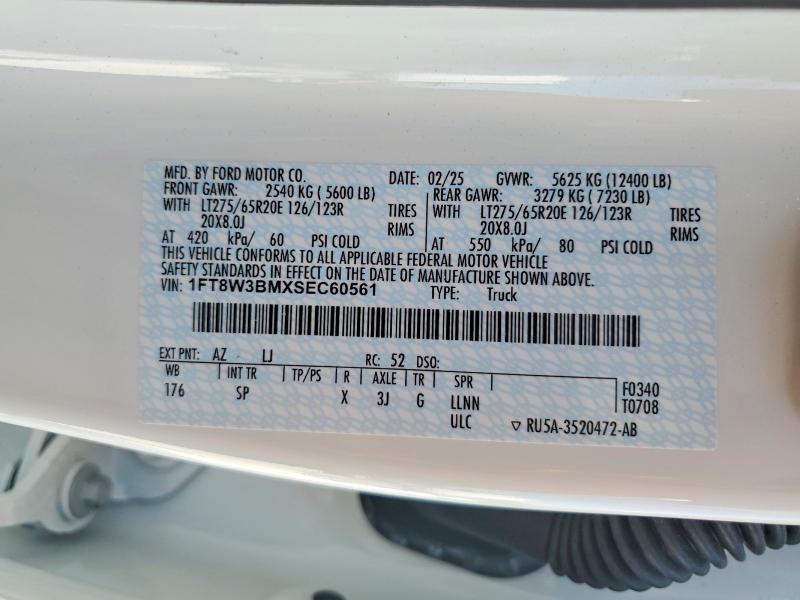 MFD. BY FORD MOTOR CO. DATE: 02/25 GVWR: 5625 KG (12400 LB)
FRONT GAWR: 2540 KG (5600 LB) REAR GAWR: 3279 KG (7230 LB)
WITH LT275/65R20E 126/123R TIRES WITH LT275/65R20E 126/123R TIRES
20X8.0J RIMS 20X8.0J RIMS
AT 420 kPa/ 60 PSI COLD AT 550 kPa/ 80 PSI COLD
THIS VEHICLE CONFORMS TO ALL APPLICABLE FEDERAL MOTOR VEHICLE
SAFETY STANDARDS IN EFFECT ON THE DATE OF MANUFACTURE SHOWN ABOVE.
VIN: 1FT8W3BMXSEC60561 TYPE: Truck
EXT PNT: AZ LJ RC: 52 DSO:
WB INT TR TP/PS R AXLE TR SPR F0340
176 SP X 3J G LLNN T0708
ULC RU5A-3520472-AB